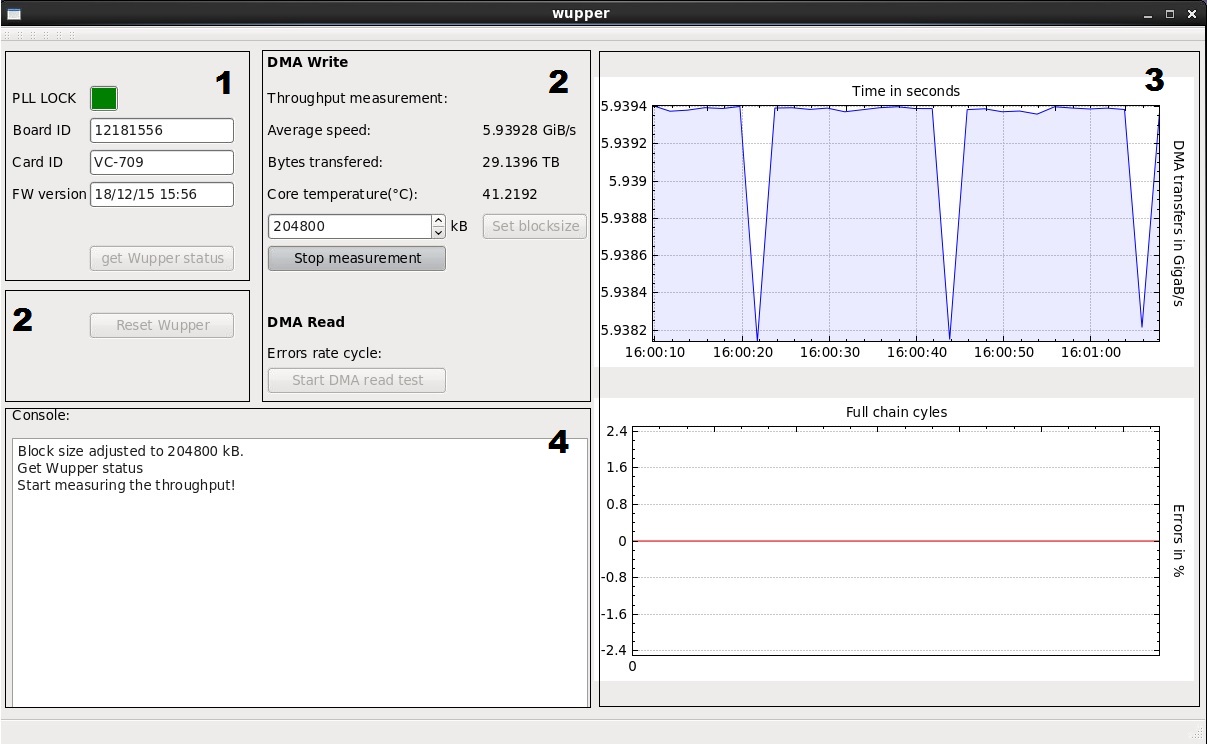 wupper
1
PLL LOCK
Board ID 12181556
Card ID VC-709
FW version 18/12/15 15:56
get Wupper status
2
Reset Wupper
DMA Write
2
Throughput measurement:
Average speed: 5.93928 GiB/s
Bytes transfered: 29.1396 TB
Core temperature(°C): 41.2192
204800 kB Set blocksize
Stop measurement
DMA Read
Errors rate cycle:
Start DMA read test
Console:
4
Block size adjusted to 204800 kB.
Get Wupper status
Start measuring the throughput!
3
Time in seconds
5.9394
5.9392
5.939
5.9388
5.9386
5.9384
5.9382
16:00:10 16:00:20 16:00:30 16:00:40 16:00:50 16:01:00
DMA transfers in GigaB/s
Full chain cyles
2.4
1.6
0.8
0
-0.8
-1.6
-2.4
0
Errors in %